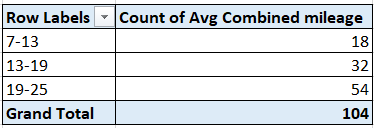 Row Labels Count of Avg Combined mileage
7-13 18
13-19 32
19-25 54
Grand Total 104